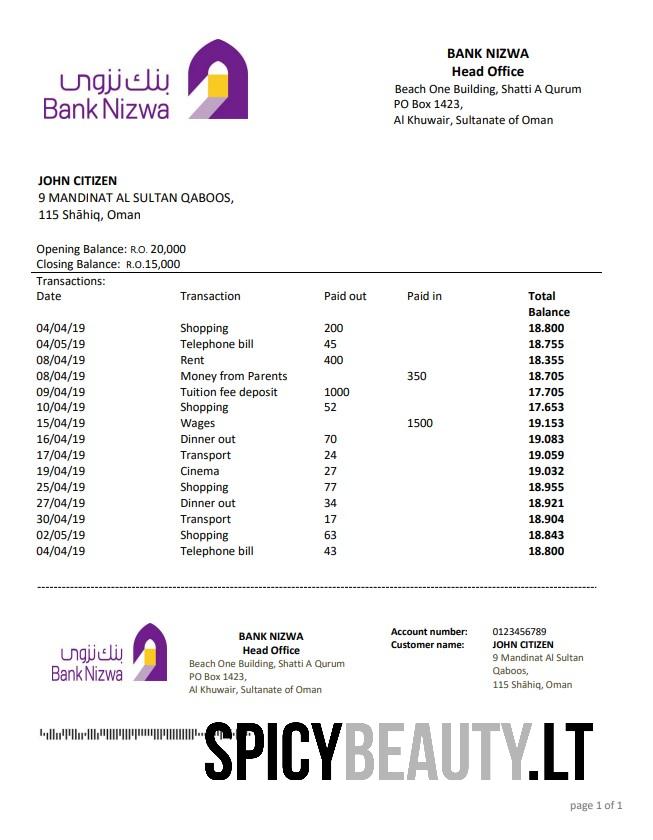 بنك نزوى
Bank Nizwa
BANK NIZWA
Head Office
Beach One Building, Shatti A Qurum
PO Box 1423,
Al Khuwair, Sultanate of Oman
JOHN CITIZEN
9 MANDINAT AL SULTAN QABOOS,
115 Shāhiq, Oman
Opening Balance: R.O. 20,000
Closing Balance: R.O.15,000
Transactions:
Date Transaction Paid out Paid in Total
Balance
04/04/19 Shopping 200 18.800
04/05/19 Telephone bill 45 18.755
08/04/19 Rent 400 18.355
08/04/19 Money from Parents 350 18.705
09/04/19 Tuition fee deposit 1000 17.705
10/04/19 Shopping 52 17.653
15/04/19 Wages 1500 19.153
16/04/19 Dinner out 70 19.083
17/04/19 Transport 24 19.059
19/04/19 Cinema 27 19.032
25/04/19 Shopping 77 18.955
27/04/19 Dinner out 34 18.921
30/04/19 Transport 17 18.904
02/05/19 Shopping 63 18.843
04/04/19 Telephone bill 43 18.800
بنك نزوى
Bank Nizwa
BANK NIZWA
Head Office
Beach One Building, Shatti A Qurum
PO Box 1423,
Al Khuwair, Sultanate of Oman
Account number: 0123456789
Customer name: JOHN CITIZEN
9 Mandinat Al Sultan
Qaboos,
115 Shāhiq, Oman
SPICYBEAUTY.LT
page 1 of 1